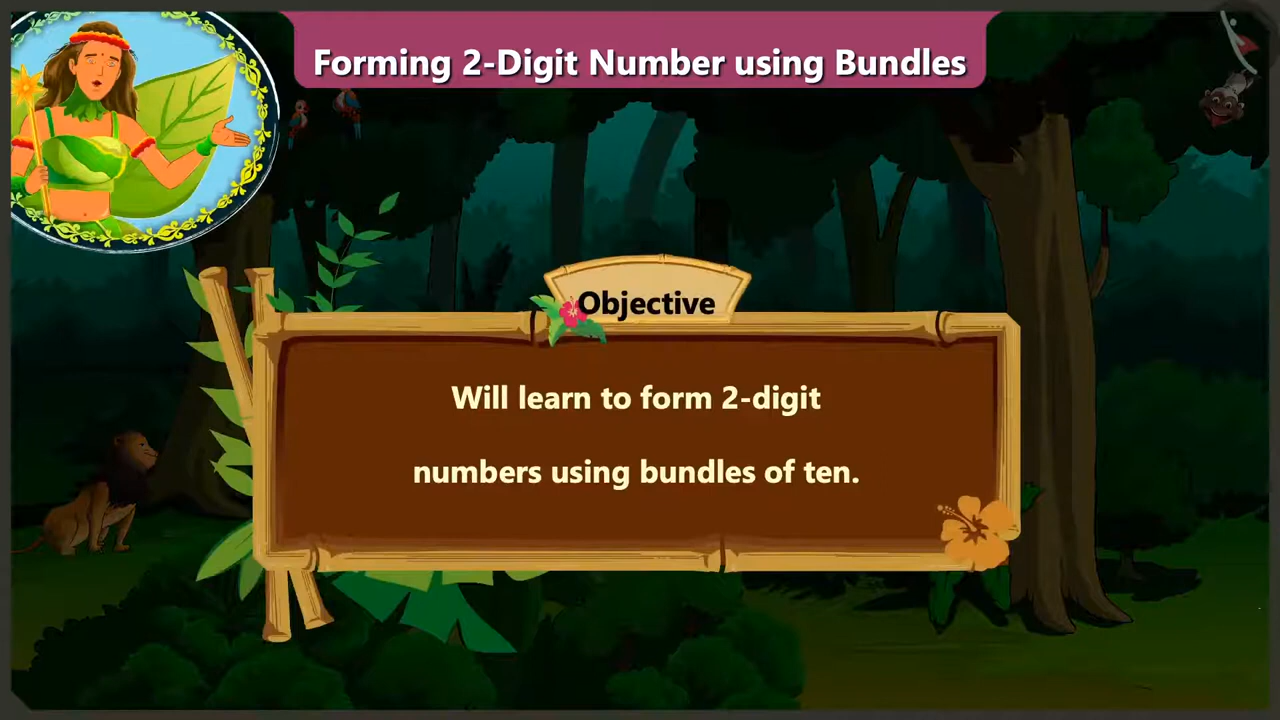 Forming 2-Digit Number using Bundles
Objective
Will learn to form 2-digit
numbers using bundles of ten.